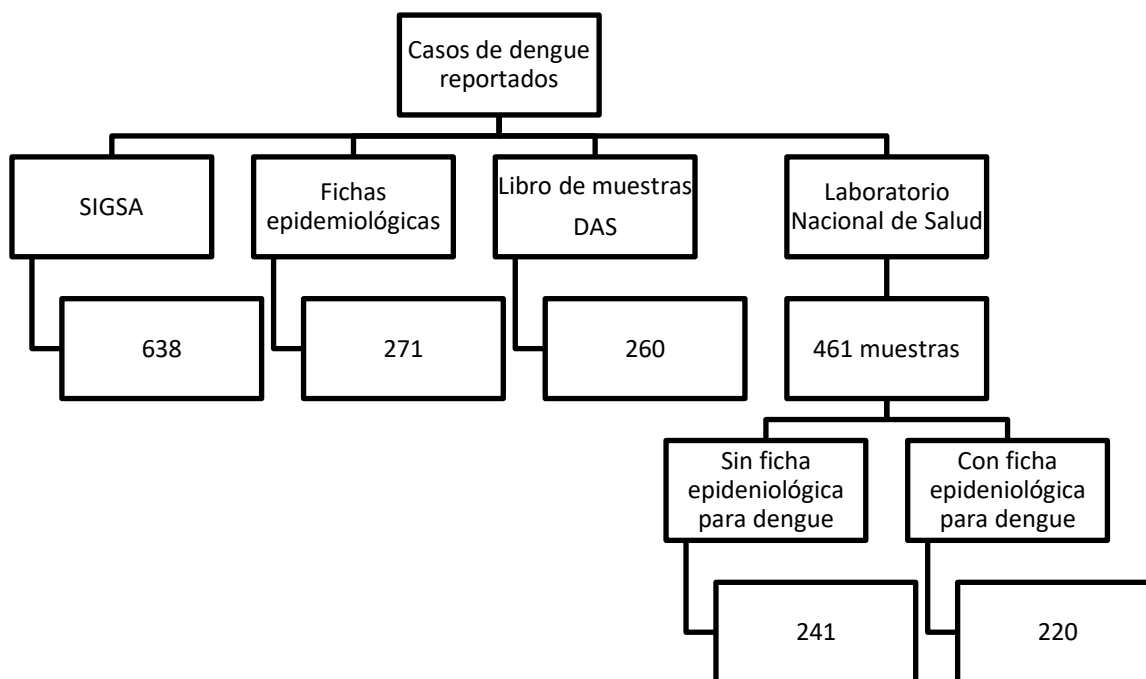 Casos de dengue
reportados
SIGSA
Fichas
epidemiológicas
Libro de muestras
DAS
Laboratorio
Nacional de Salud
638
271
260
461 muestras
Sin ficha
epideniológica
para dengue
Con ficha
epideniológica
para dengue
241
220